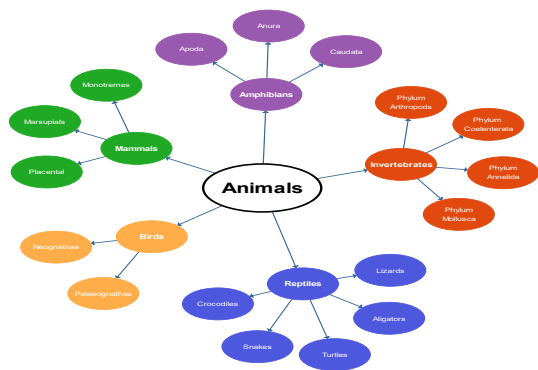 Anura
Apoda
Caudata
Amphibians
Monotremes
Marsupials
Mammals
Placental
Phylum
Arthropoda
Phylum
Coelenterata
Invertebrates
Phylum
Annelida
Phylum
Mollusca
Animals
Birds
Neognathae
Palaeognathae
Reptiles
Lizards
Crocodiles
Aligators
Snakes
Turtles